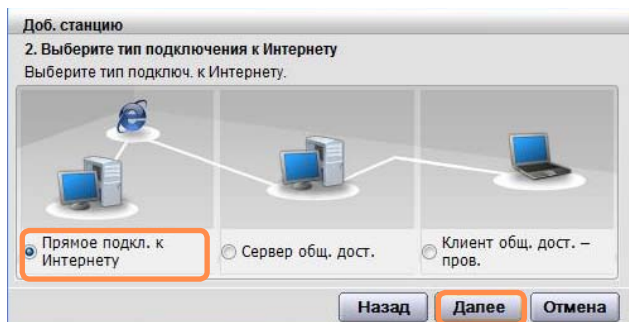 Доб. станцию
2. Выберите тип подключения к Интернету
Выберите тип подключ. к Интернету.
Прямое подкл. к
Интернету
Сервер общ. дост.
Клиент общ. дост. –
пров.
Назад
Далее
Отмена